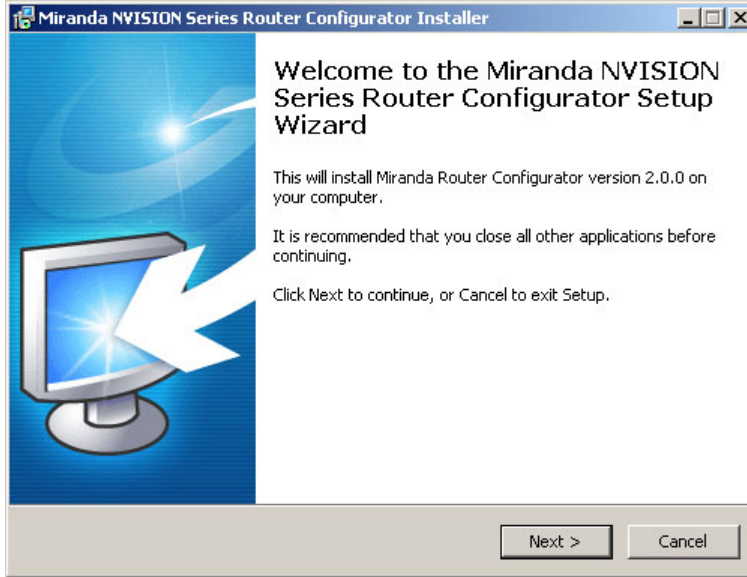 Miranda NVISION Series Router Configurator Installer
Welcome to the Miranda NVISION
Series Router Configurator Setup
Wizard
This will install Miranda Router Configurator version 2.0.0 on
your computer.
It is recommended that you close all other applications before
continuing.
Click Next to continue, or Cancel to exit Setup.
Next >
Cancel